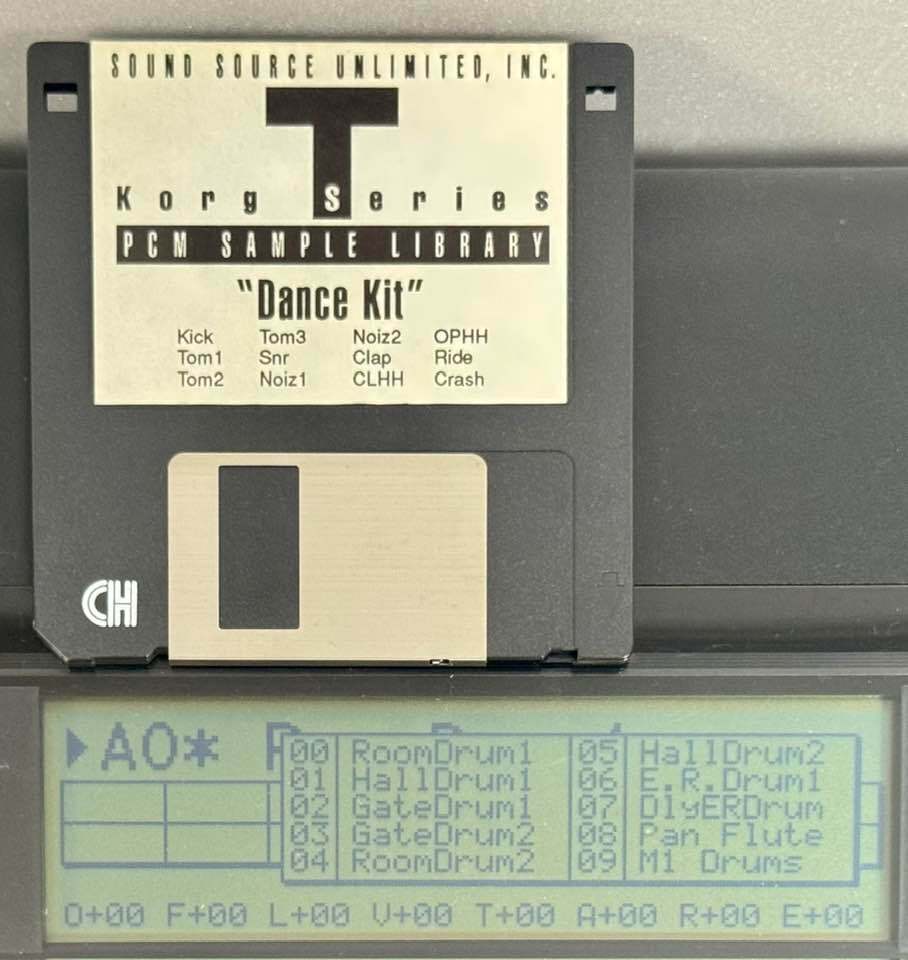 SOUND SOURCE UNLIMITED, INC.
T
Korg Series
PCM SAMPLE LIBRARY
"Dance Kit"
Kick Tom3 Noiz2 OPHH
Tom1 Snr Clap Ride
Tom2 Noiz1 CLHH Crash
CH
A0*
00 RoomDrum1 05 HallDrum2
01 HallDrum1 06 E.R.Drum1
02 GateDrum1 07 DlyERDrum
03 GateDrum2 08 Pan Flute
04 RoomDrum2 09 M1 Drums
O+00 F+00 L+00 V+00 T+00 A+00 R+00 E+00